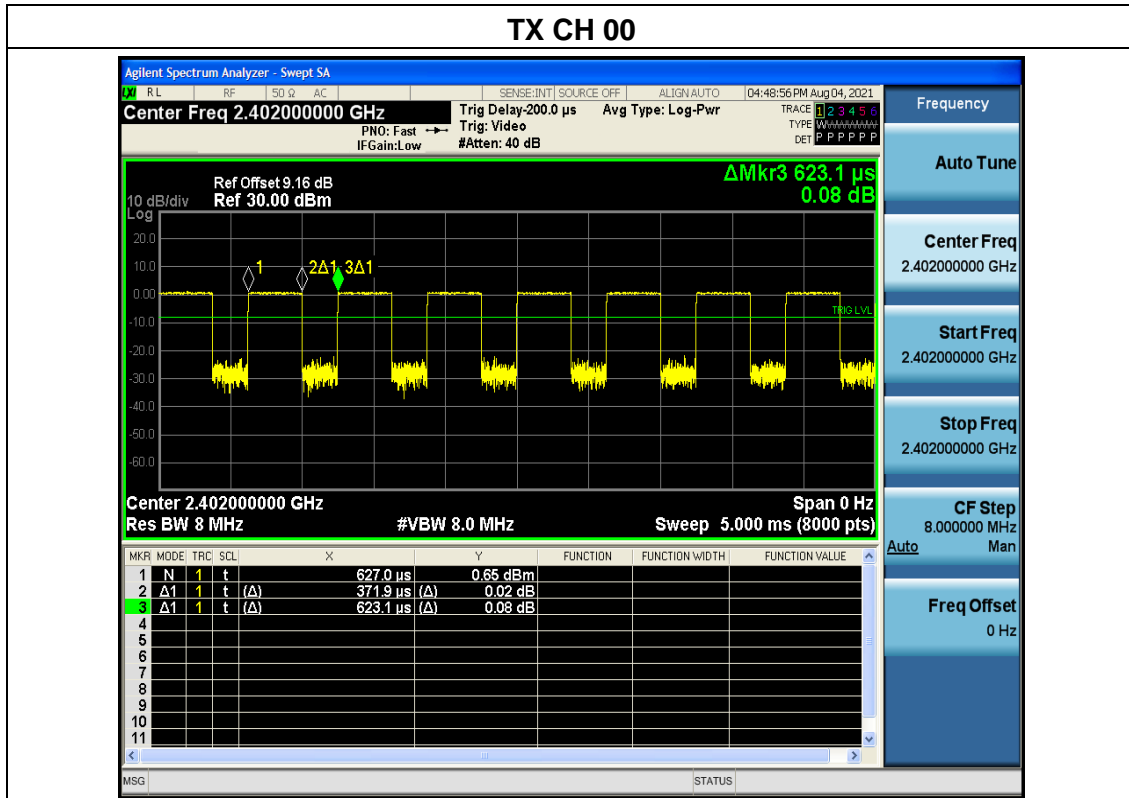 TX CH 00
Agilent Spectrum Analyzer - Swept SA
LXI RL RF 50 Ω AC SENSE:INT SOURCE OFF ALIGN AUTO 04:48:56 PM Aug 04, 2021
Center Freq 2.402000000 GHz
PNO: Fast
IFGain:Low
Trig Delay-200.0 µs
Trig: Video
#Atten: 40 dB
Avg Type: Log-Pwr
TRACE 1 2 3 4 5 6
TYPE
DET P P P P P P
ΔMkr3 623.1 µs
0.08 dB
Ref Offset 9.16 dB
10 dB/div Ref 30.00 dBm
Log
20.0
10.0
0.00
-10.0
-20.0
-30.0
-40.0
-50.0
-60.0
1 2Δ1 3Δ1
TRIG LVL
Center 2.402000000 GHz Span 0 Hz
Res BW 8 MHz #VBW 8.0 MHz Sweep 5.000 ms (8000 pts)
MKR MODE TRC SCL X Y FUNCTION FUNCTION WIDTH FUNCTION VALUE
1 N 1 t 627.0 µs 0.65 dBm
2 Δ1 1 t (Δ) 371.9 µs (Δ) 0.02 dB
3 Δ1 1 t (Δ) 623.1 µs (Δ) 0.08 dB
4
5
6
7
8
9
10
11
MSG STATUS
Frequency
Auto Tune
Center Freq
2.402000000 GHz
Start Freq
2.402000000 GHz
Stop Freq
2.402000000 GHz
CF Step
8.000000 MHz
Auto Man
Freq Offset
0 Hz